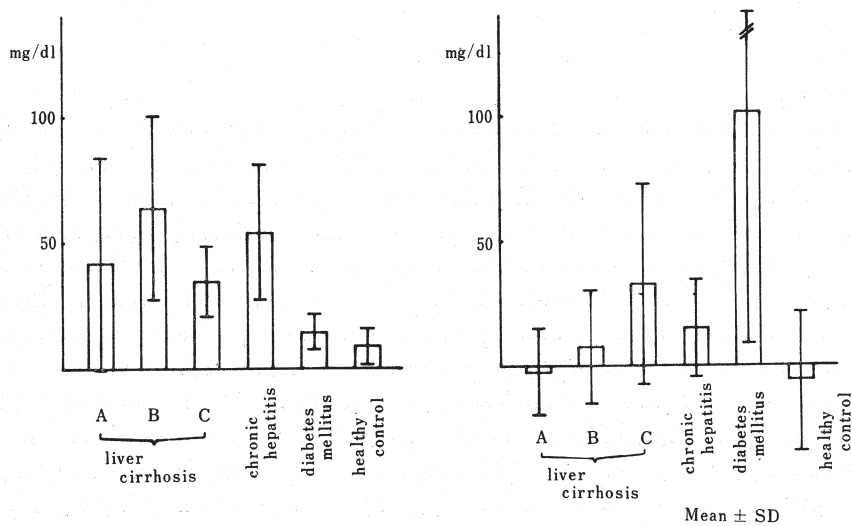 mg/dl
100
50
A B C
liver
cirrhosis
chronic
hepatitis
diabetes
mellitus
healthy
control
mg/dl
100
50
A B C
liver
cirrhosis
chronic
hepatitis
diabetes
mellitus
healthy
control
Mean ± SD